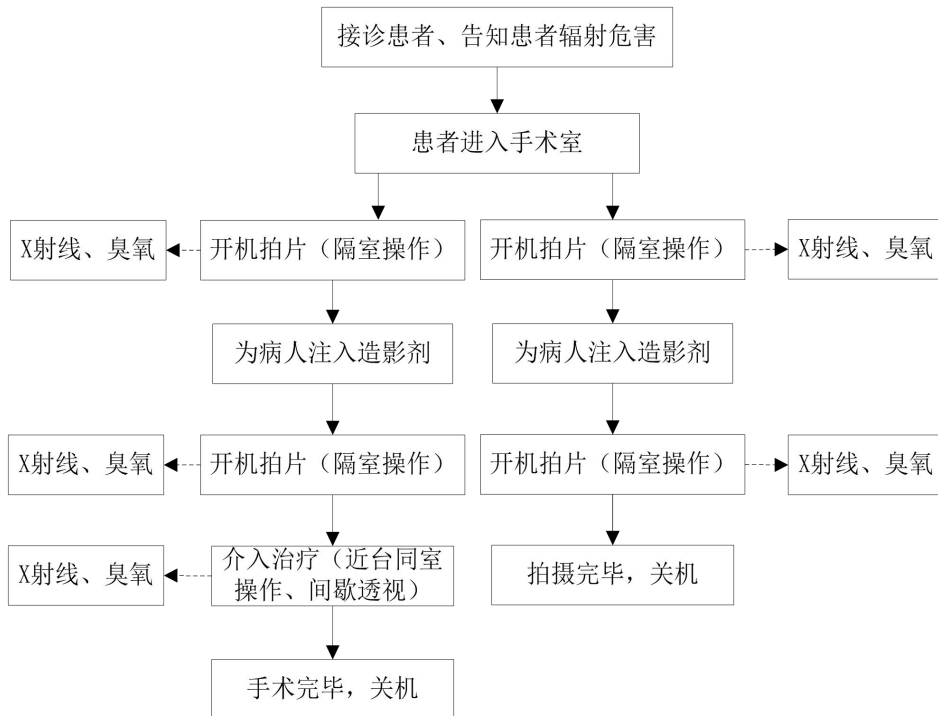 接诊患者、告知患者辐射危害
患者进入手术室
X射线、臭氧
开机拍片（隔室操作）
开机拍片（隔室操作）
X射线、臭氧
为病人注入造影剂
为病人注入造影剂
X射线、臭氧
开机拍片（隔室操作）
开机拍片（隔室操作）
X射线、臭氧
X射线、臭氧
介入治疗（近台同室
操作、间歇透视）
拍摄完毕，关机
手术完毕，关机